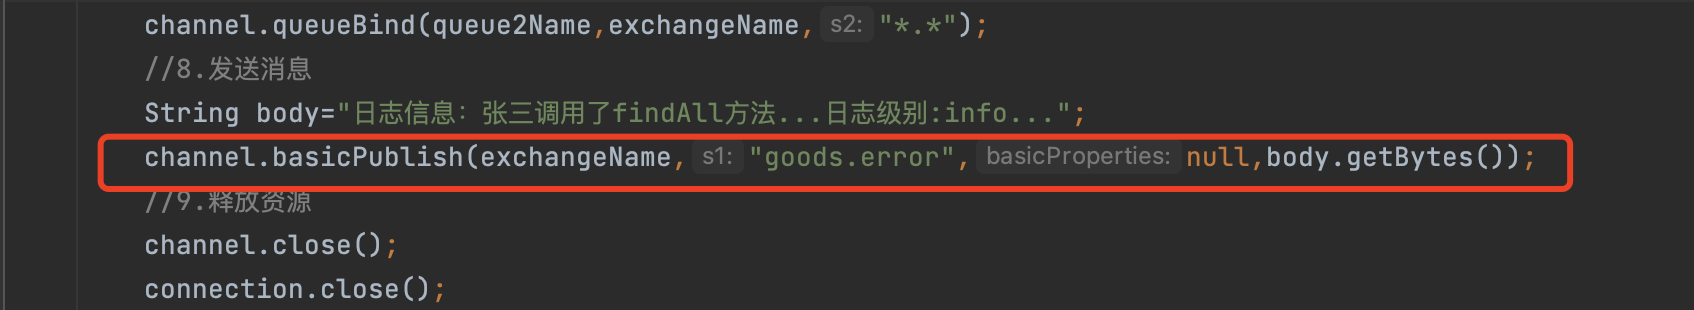 channel.queueBind(queue2Name,exchangeName, s2: "*.*");
//8.发送消息
String body="日志信息：张三调用了findAll方法...日志级别:info...";
channel.basicPublish(exchangeName, s1: "goods.error", basicProperties: null,body.getBytes());
//9.释放资源
channel.close();
connection.close();